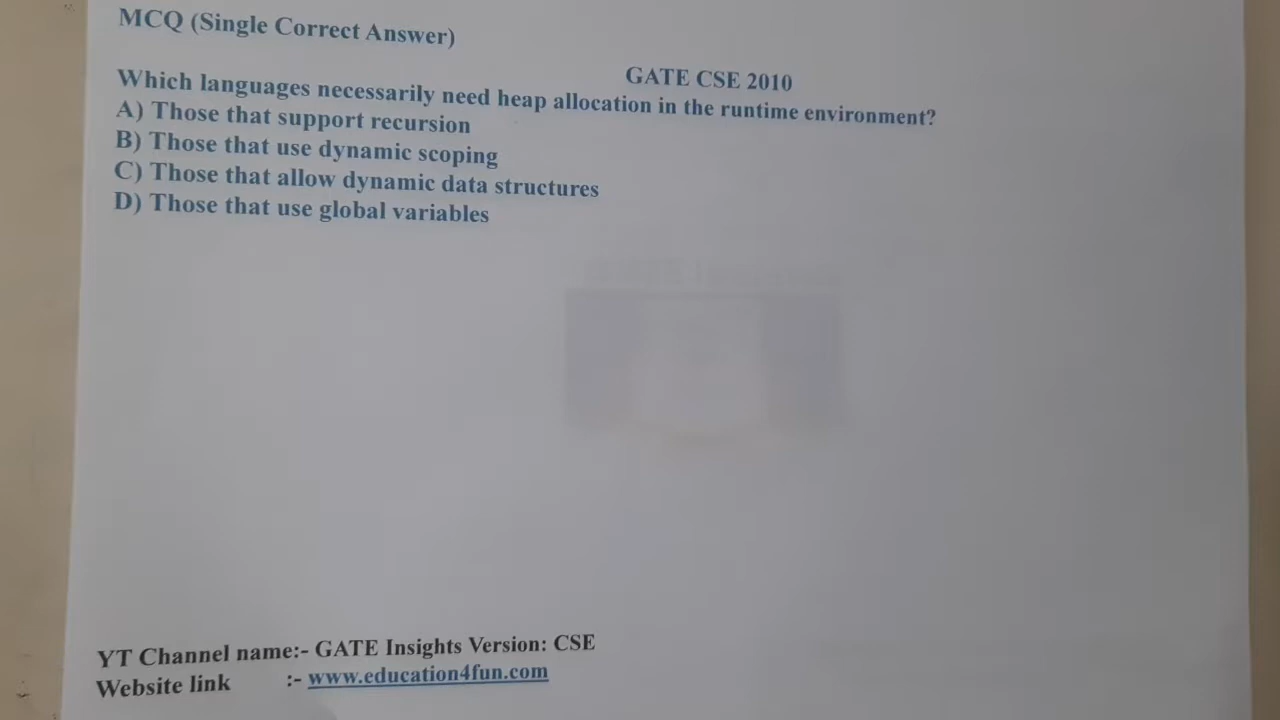 MCQ (Single Correct Answer)
GATE CSE 2010
Which languages necessarily need heap allocation in the runtime environment?
A) Those that support recursion
B) Those that use dynamic scoping
C) Those that allow dynamic data structures
D) Those that use global variables
YT Channel name:- GATE Insights Version: CSE
Website link :- www.education4fun.com